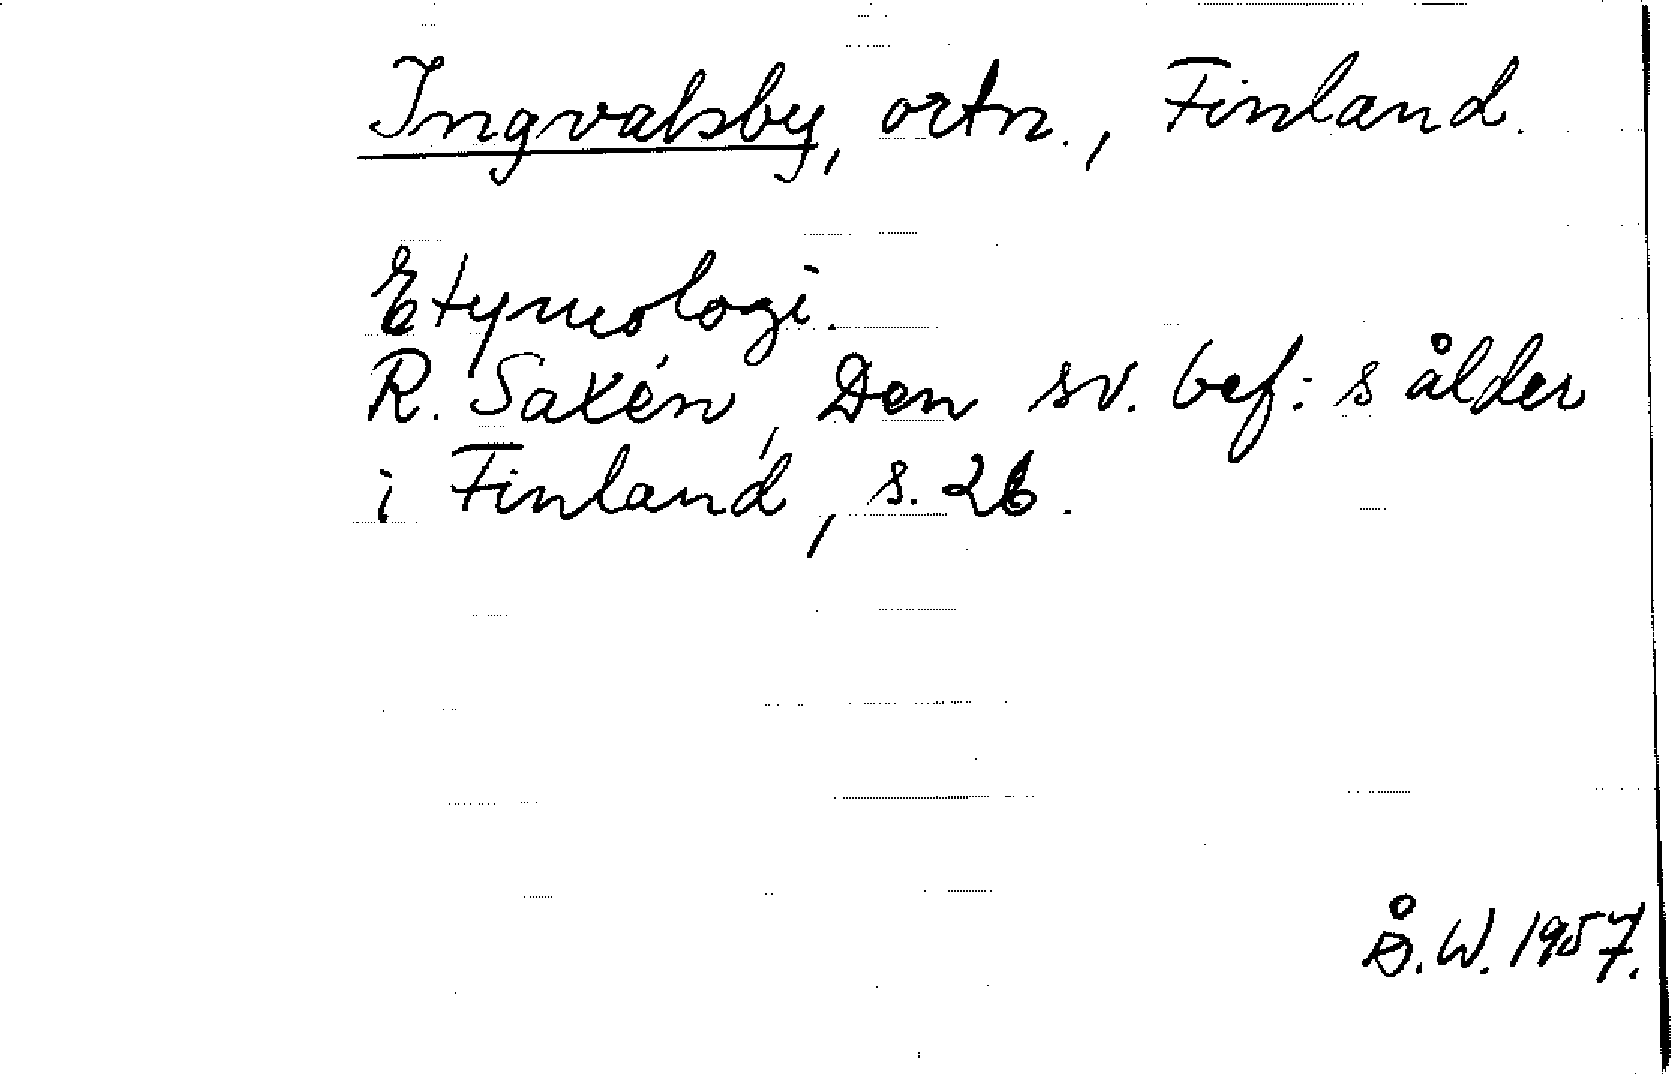 Ingvalsby, ortn., Finland.
Etymologi.
R. Saxén, Den sv. bef:s ålder
i Finland, s. 26.
Å.W. 1957.